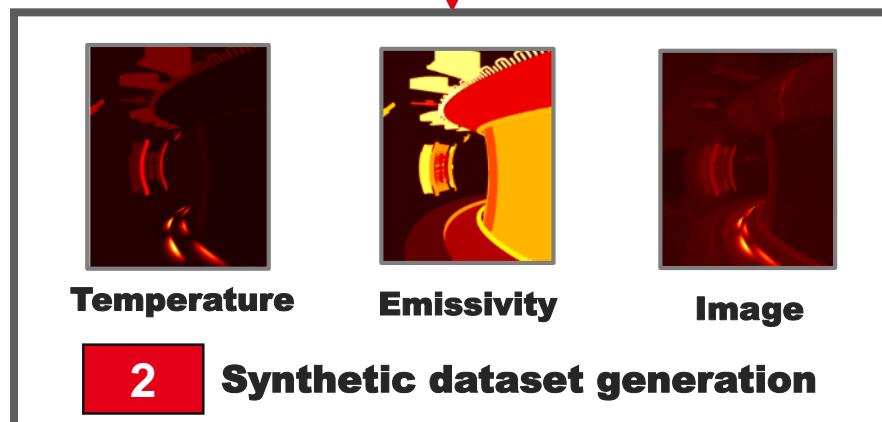 Temperature
Emissivity
Image
2
Synthetic dataset generation